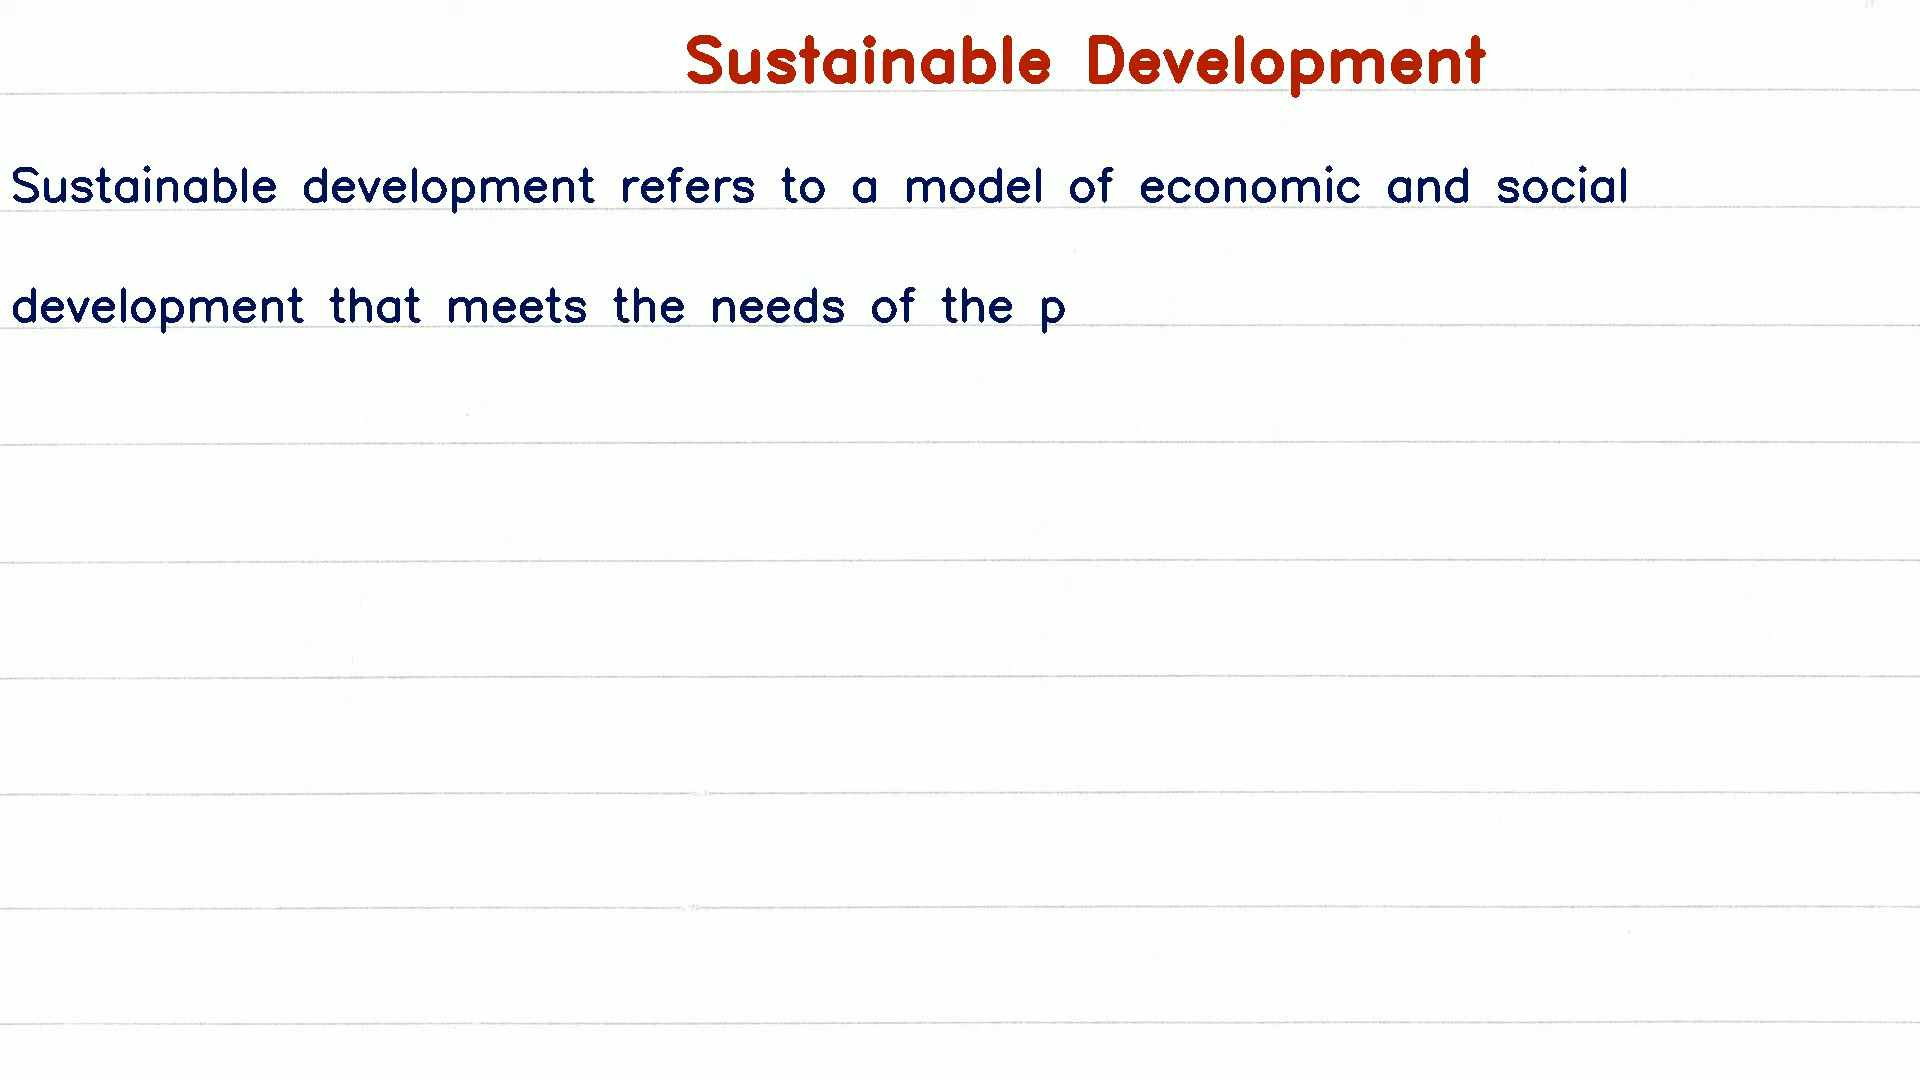 Sustainable Development
Sustainable development refers to a model of economic and social
development that meets the needs of the p